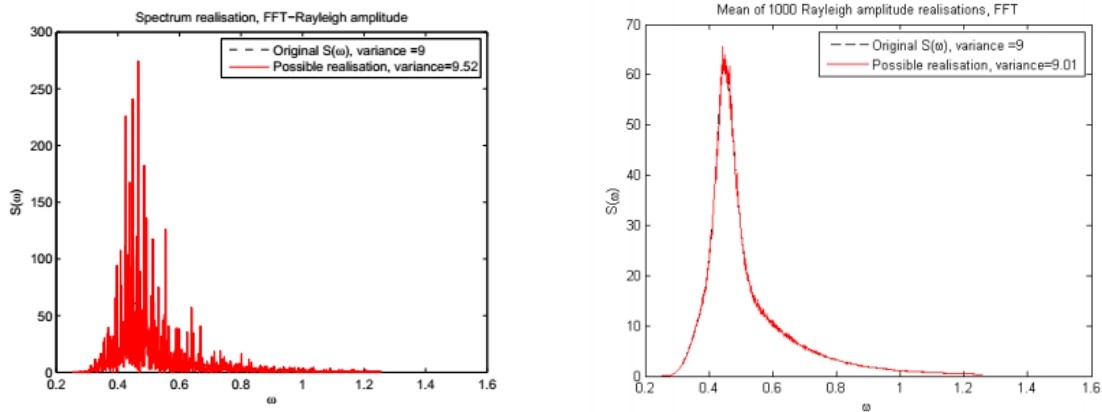 Spectrum realisation, FFT-Rayleigh amplitude
300
250
200
150
100
50
0
S(ω)
Original S(ω), variance =9
Possible realisation, variance=9.52
0.2 0.4 0.6 0.8 1 1.2 1.4 1.6
ω
Mean of 1000 Rayleigh amplitude realisations, FFT
70
60
50
40
30
20
10
0
S(ω)
Original S(ω), variance =9
Possible realisation, variance=9.01
0.2 0.4 0.6 0.8 1 1.2 1.4 1.6
ω